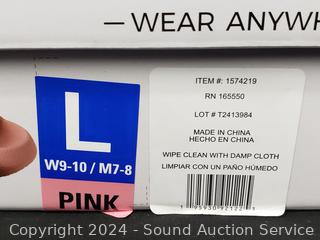 — WEAR ANYWH
L
W9-10 / M7-8
PINK
ITEM #: 1574219
RN 165550
LOT # T2413984
MADE IN CHINA
HECHO EN CHINA
WIPE CLEAN WITH DAMP CLOTH
LIMPIAR CON UN PAÑO HÚMEDO
Copyright 2024 - Sound Auction Service